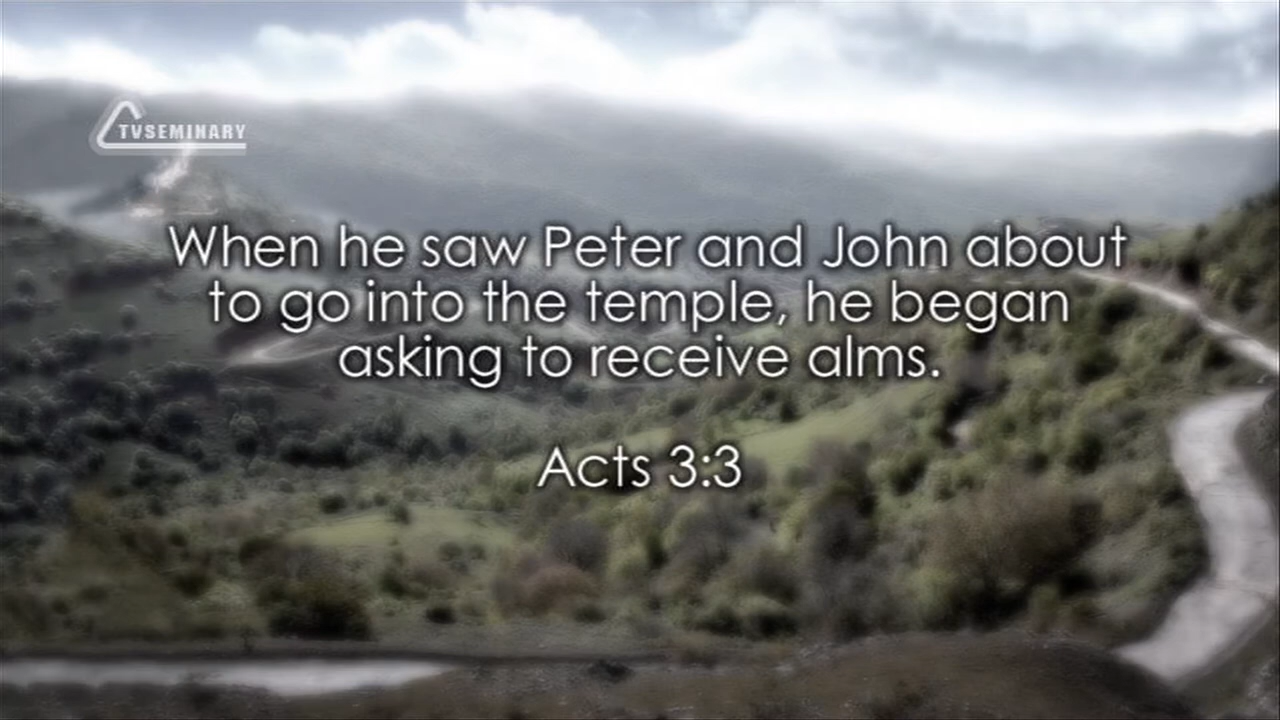 TVSEMINARY
When he saw Peter and John about
to go into the temple, he began
asking to receive alms.
Acts 3:3